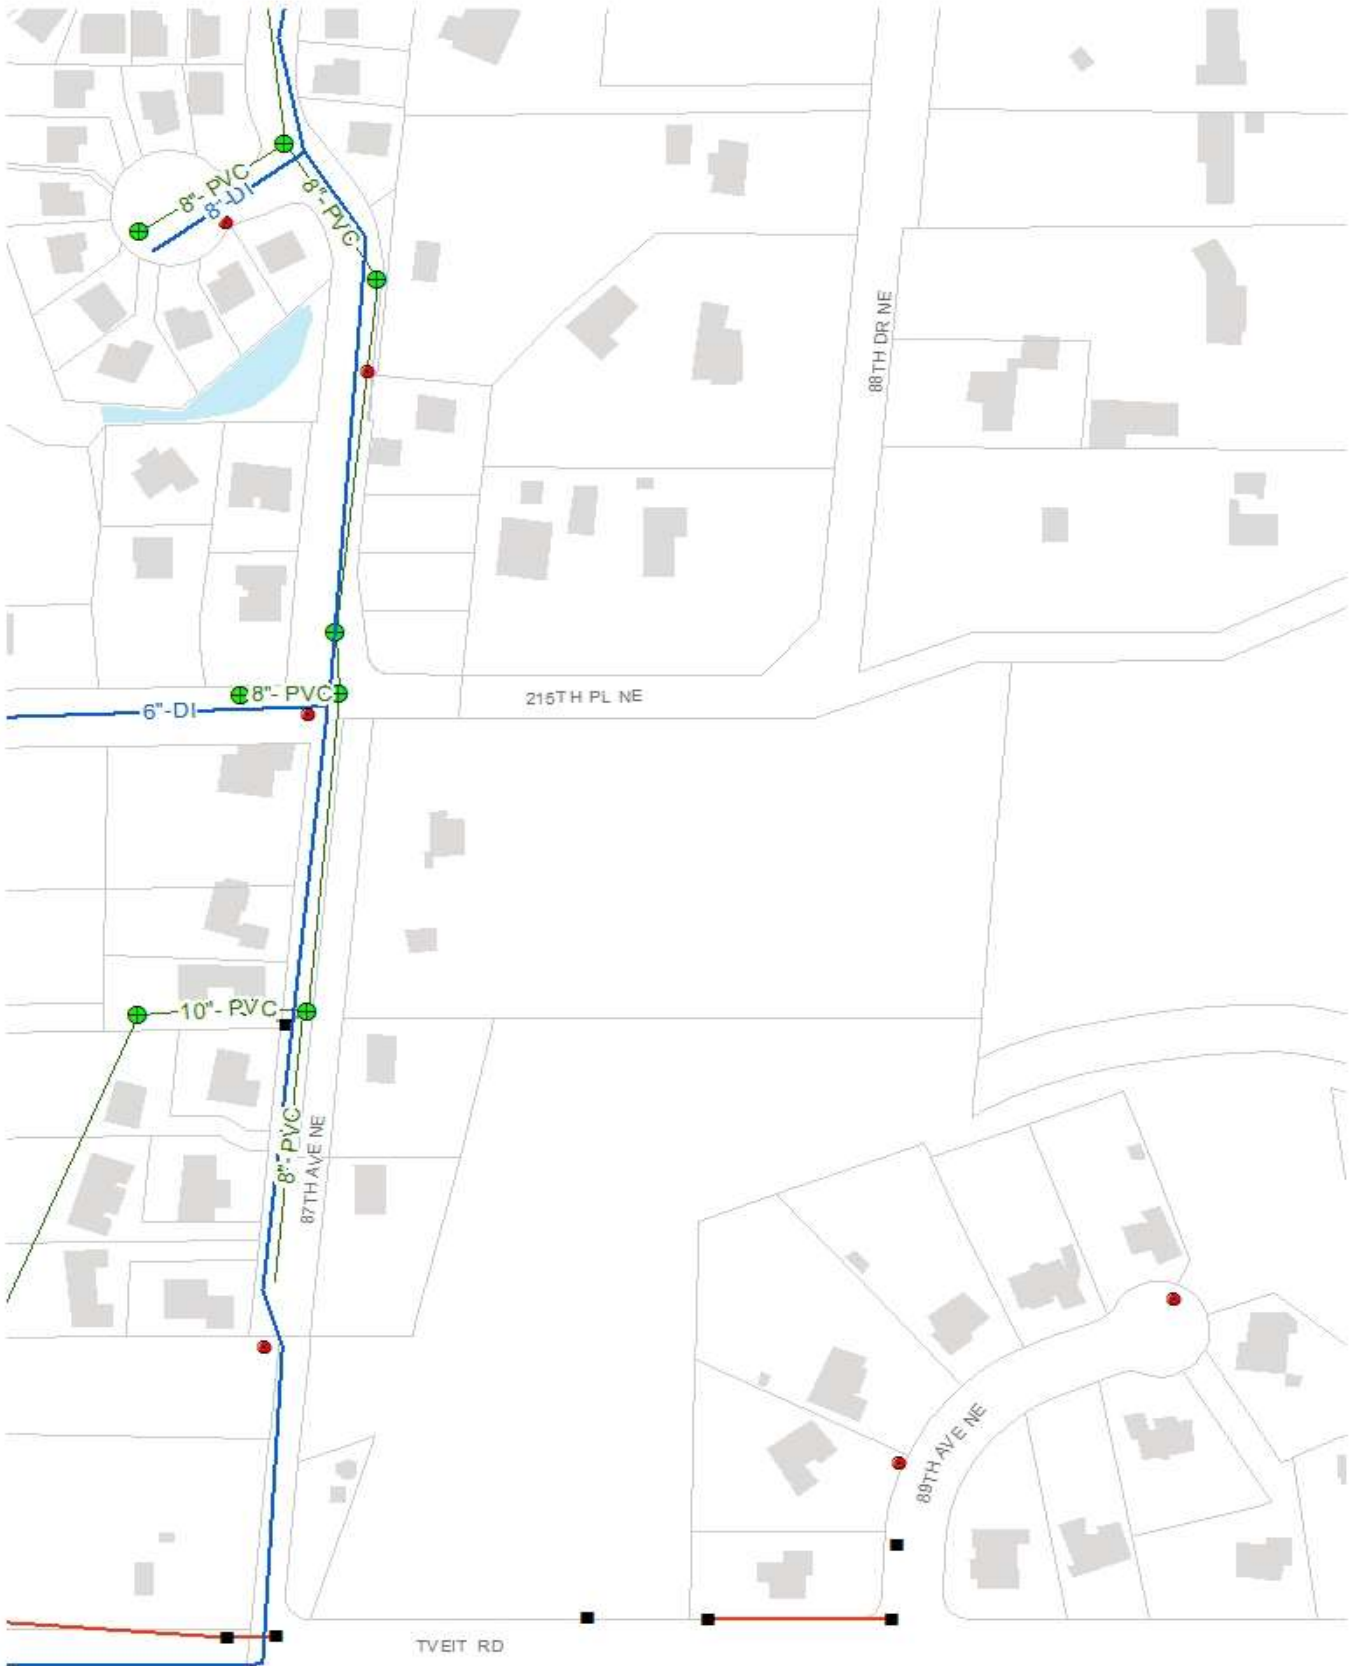 8"- PVC
8"-DI
8"- PVC
88TH DR NE
8"- PVC
6"-DI
215TH PL NE
10"- PVC
8"- PVC
87TH AVE NE
89TH AVE NE
TVEIT RD